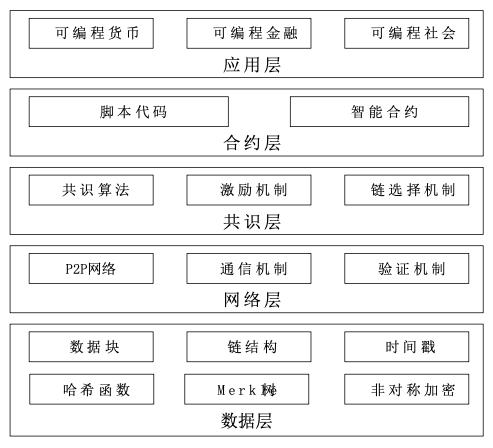 可编程货币 可编程金融 可编程社会
应用层
脚本代码 智能合约
合约层
共识算法 激励机制 链选择机制
共识层
P2P网络 通信机制 验证机制
网络层
数据块 链结构 时间戳
哈希函数 Merkle树 非对称加密
数据层